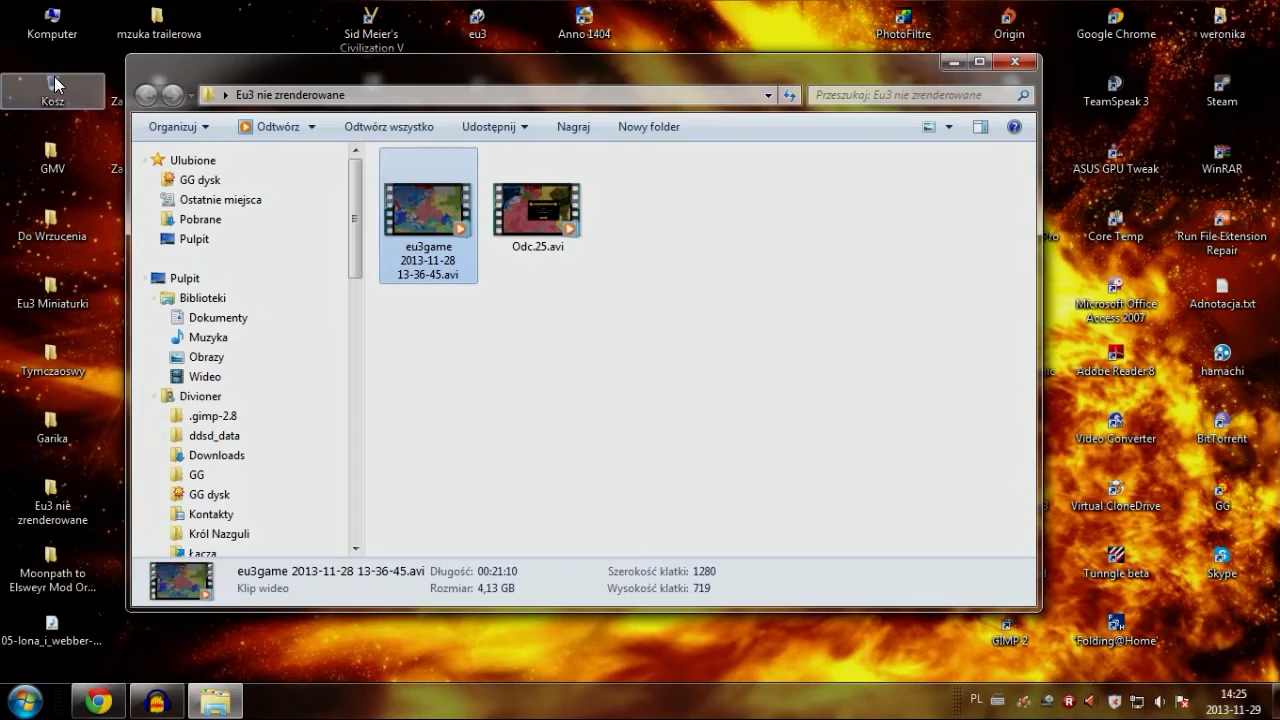 Komputer
mzuka trailerowa
Sid Meier's
Civilization V
eu3
Anno 1404
PhotoFiltre
Origin
Google Chrome
weronika
Kosz
Za
GMV
Za
Do Wrzucenia
Eu3 Miniaturki
Tymczaoswy
Garika
Eu3 nie
zrenderowane
Moonpath to
Elsweyr Mod Or...
05-Iona_i_webber-...
Eu3 nie zrenderowane
Przeszukaj: Eu3 nie zrenderowane
Organizuj
Odtwórz
Odtwórz wszystko
Udostępnij
Nagraj
Nowy folder
Ulubione
GG dysk
Ostatnie miejsca
Pobrane
Pulpit
Pulpit
Biblioteki
Dokumenty
Muzyka
Obrazy
Wideo
Divioner
.gimp-2.8
ddsd_data
Downloads
GG
GG dysk
Kontakty
Król Nazguli
Łącza
eu3game
2013-11-28
13-36-45.avi
Odc.25.avi
eu3game 2013-11-28 13-36-45.avi
Klip wideo
Długość: 00:21:10
Rozmiar: 4,13 GB
Szerokość klatki: 1280
Wysokość klatki: 719
TeamSpeak 3
Steam
ASUS GPU Tweak
WinRAR
Core Temp
Run File Extension
Repair
Microsoft Office
Access 2007
Adnotacja.txt
Adobe Reader 8
hamachi
Video Converter
BitTorrent
Virtual CloneDrive
GG
Tunngle beta
Skype
GIMP 2
'Folding@Home'
PL
14:25
2013-11-29